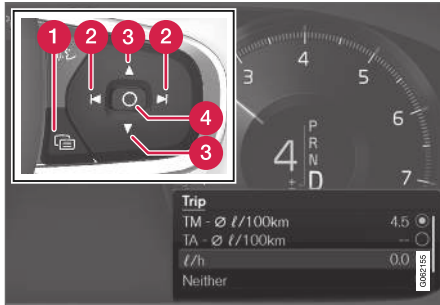 1
2
3
2
4
3
3
4
5
6
7
4
P
R
N
D
±
Trip
TM - Ø ℓ/100km 4.5
TA - Ø ℓ/100km --
ℓ/h 0.0
Neither
G062155